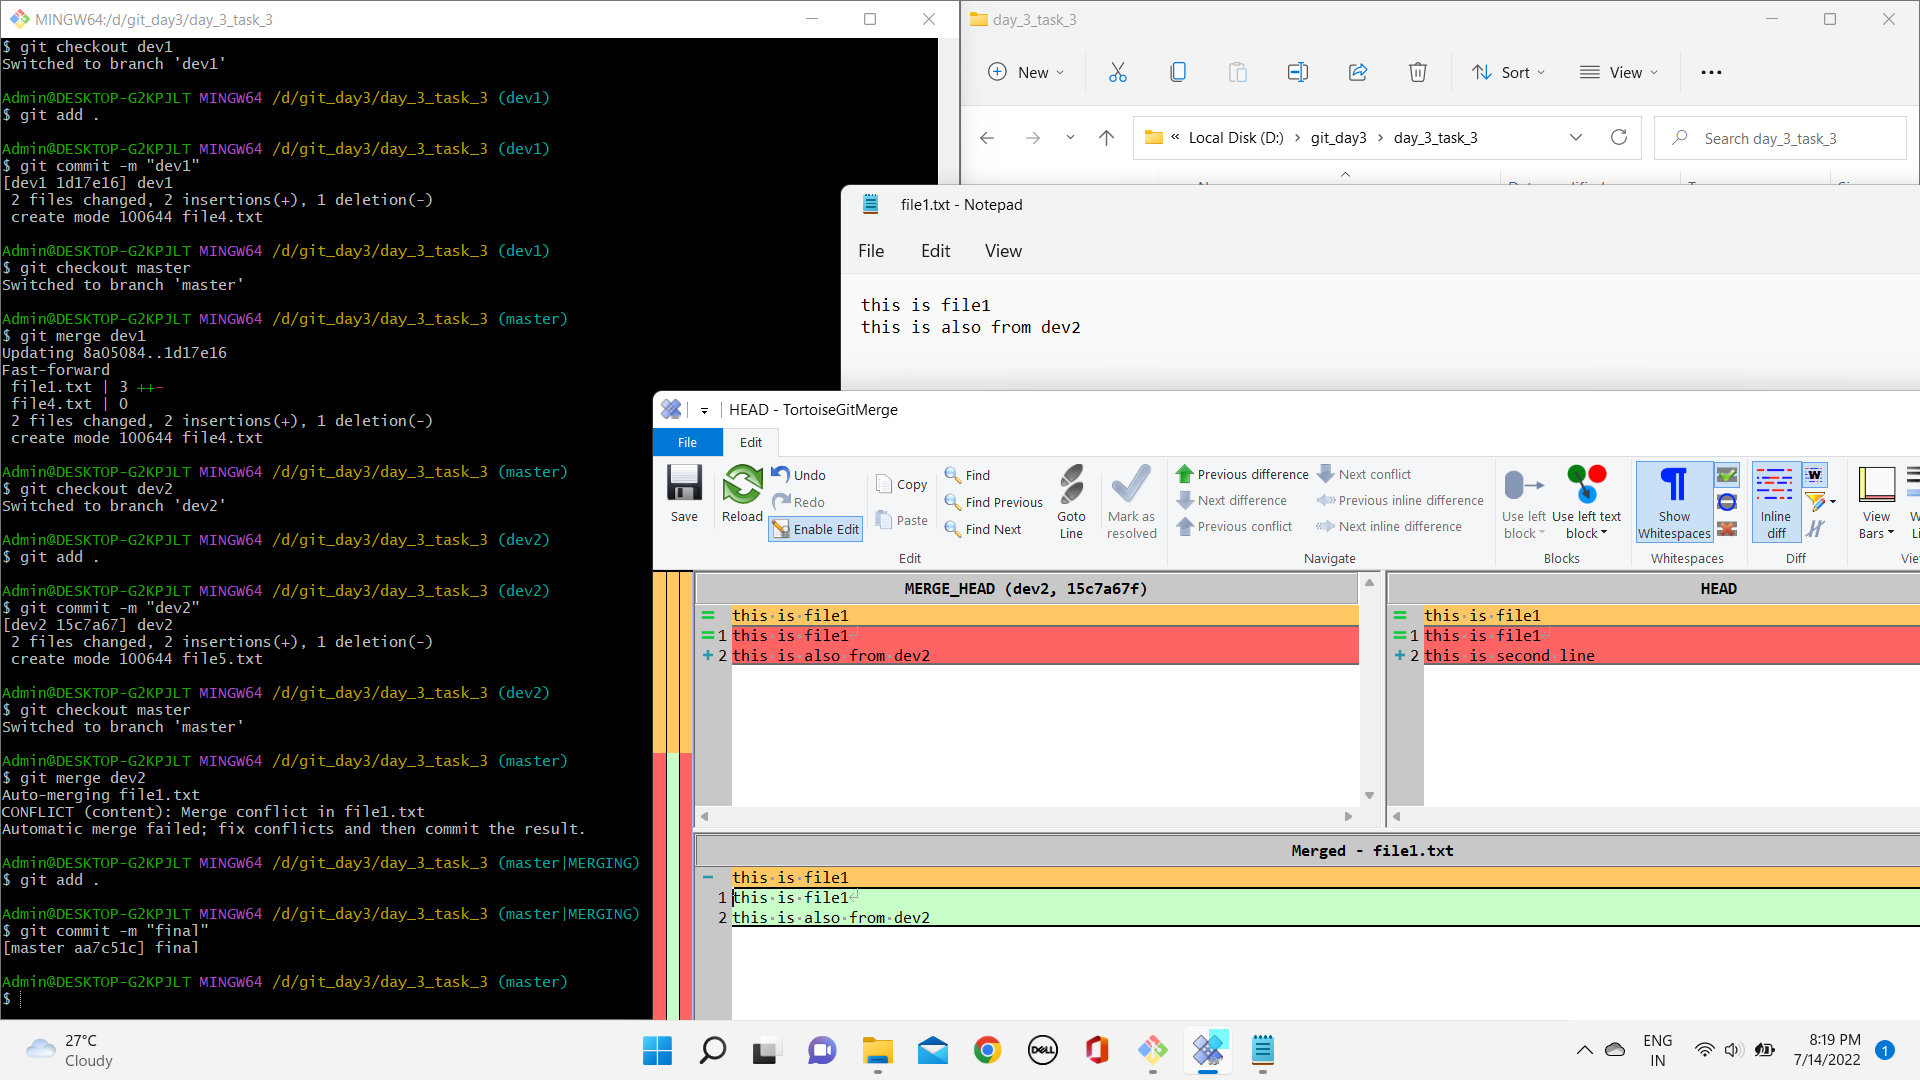 MINGW64:/d/git_day3/day_3_task_3
$ git checkout dev1
Switched to branch 'dev1'
Admin@DESKTOP-G2KPJLT MINGW64 /d/git_day3/day_3_task_3 (dev1)
$ git add .
Admin@DESKTOP-G2KPJLT MINGW64 /d/git_day3/day_3_task_3 (dev1)
$ git commit -m "dev1"
[dev1 1d17e16] dev1
2 files changed, 2 insertions(+), 1 deletion(-)
create mode 100644 file4.txt
Admin@DESKTOP-G2KPJLT MINGW64 /d/git_day3/day_3_task_3 (dev1)
$ git checkout master
Switched to branch 'master'
Admin@DESKTOP-G2KPJLT MINGW64 /d/git_day3/day_3_task_3 (master)
$ git merge dev1
Updating 8a05084..1d17e16
Fast-forward
file1.txt | 3 ++-
file4.txt | 0
2 files changed, 2 insertions(+), 1 deletion(-)
create mode 100644 file4.txt
Admin@DESKTOP-G2KPJLT MINGW64 /d/git_day3/day_3_task_3 (master)
$ git checkout dev2
Switched to branch 'dev2'
Admin@DESKTOP-G2KPJLT MINGW64 /d/git_day3/day_3_task_3 (dev2)
$ git add .
Admin@DESKTOP-G2KPJLT MINGW64 /d/git_day3/day_3_task_3 (dev2)
$ git commit -m "dev2"
[dev2 15c7a67] dev2
2 files changed, 2 insertions(+), 1 deletion(-)
create mode 100644 file5.txt
Admin@DESKTOP-G2KPJLT MINGW64 /d/git_day3/day_3_task_3 (dev2)
$ git checkout master
Switched to branch 'master'
Admin@DESKTOP-G2KPJLT MINGW64 /d/git_day3/day_3_task_3 (master)
$ git merge dev2
Auto-merging file1.txt
CONFLICT (content): Merge conflict in file1.txt
Automatic merge failed; fix conflicts and then commit the result.
Admin@DESKTOP-G2KPJLT MINGW64 /d/git_day3/day_3_task_3 (master|MERGING)
$ git add .
Admin@DESKTOP-G2KPJLT MINGW64 /d/git_day3/day_3_task_3 (master|MERGING)
$ git commit -m "final"
[master aa7c51c] final
Admin@DESKTOP-G2KPJLT MINGW64 /d/git_day3/day_3_task_3 (master)
$
day_3_task_3
New Sort View
« Local Disk (D:) › git_day3 › day_3_task_3
Search day_3_task_3
file1.txt - Notepad
File Edit View
this is file1
this is also from dev2
HEAD - TortoiseGitMerge
File Edit
Save
Reload
Undo
Redo
Enable Edit
Copy
Paste
Find
Find Previous
Find Next
Edit
Goto Line
Mark as resolved
Previous difference
Next difference
Previous conflict
Next conflict
Previous inline difference
Next inline difference
Navigate
Use left block
Use left text block
Blocks
Show Whitespaces
Whitespaces
Inline diff
Diff
View Bars
MERGE_HEAD (dev2, 15c7a67f)
this is file1
1 this is file1
2 this is also from dev2
HEAD
this is file1
1 this is file1
2 this is second line
Merged - file1.txt
this is file1
1 this is file1
2 this is also from dev2
27°C
Cloudy
DELL
ENG
IN
8:19 PM
7/14/2022
1